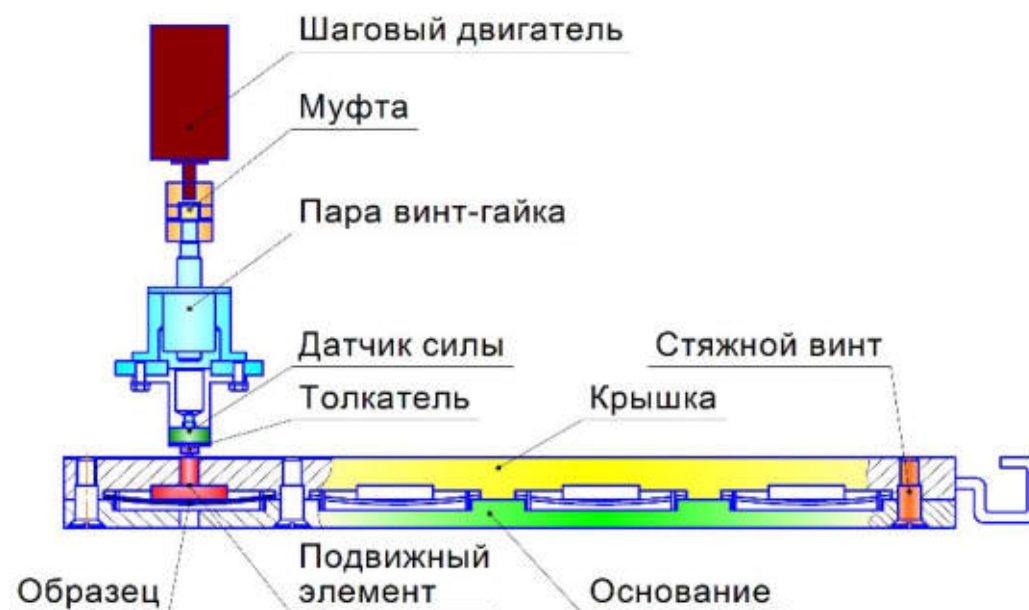 Шаговый двигатель
Муфта
Пара винт-гайка
Датчик силы
Стяжной винт
Толкатель
Крышка
Образец
Подвижный
элемент
Основание